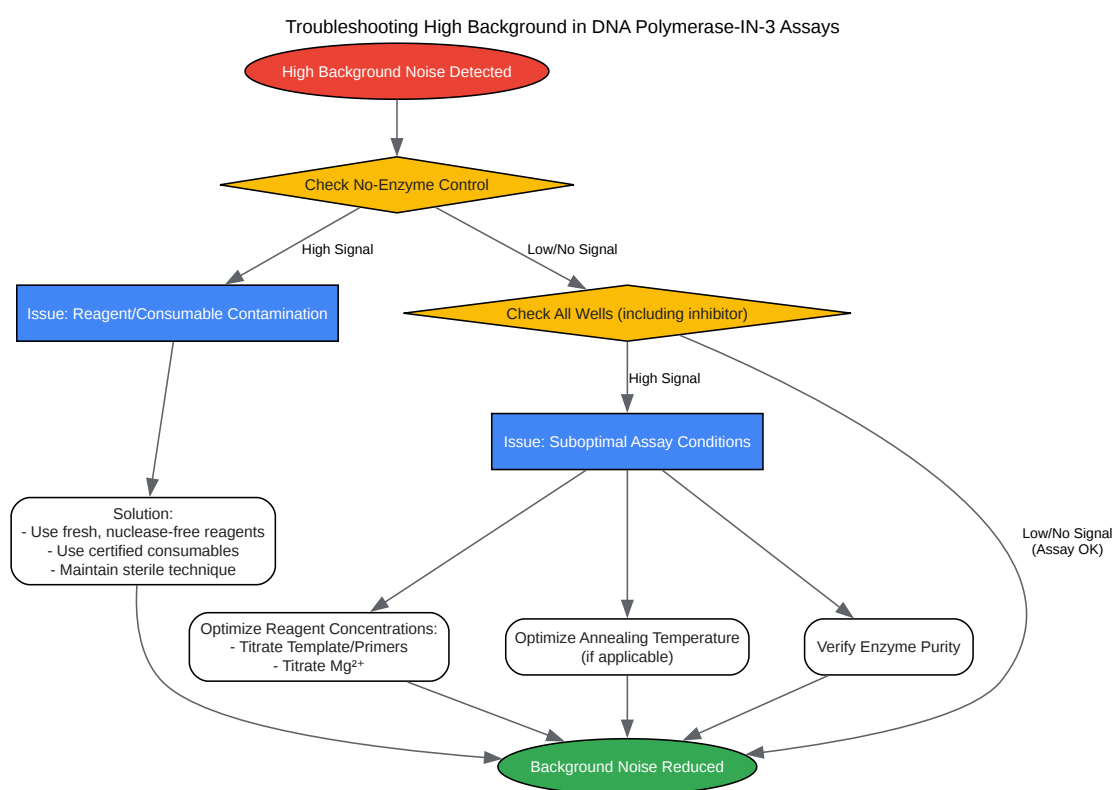 Troubleshooting High Background in DNA Polymerase-IN-3 Assays
High Background Noise Detected
Check No-Enzyme Control
High Signal
Low/No Signal
Issue: Reagent/Consumable Contamination
Check All Wells (including inhibitor)
High Signal
Issue: Suboptimal Assay Conditions
Solution:
- Use fresh, nuclease-free reagents
- Use certified consumables
- Maintain sterile technique
Low/No Signal
(Assay OK)
Optimize Reagent Concentrations:
- Titrate Template/Primers
- Titrate Mg²⁺
Optimize Annealing Temperature
(if applicable)
Verify Enzyme Purity
Background Noise Reduced